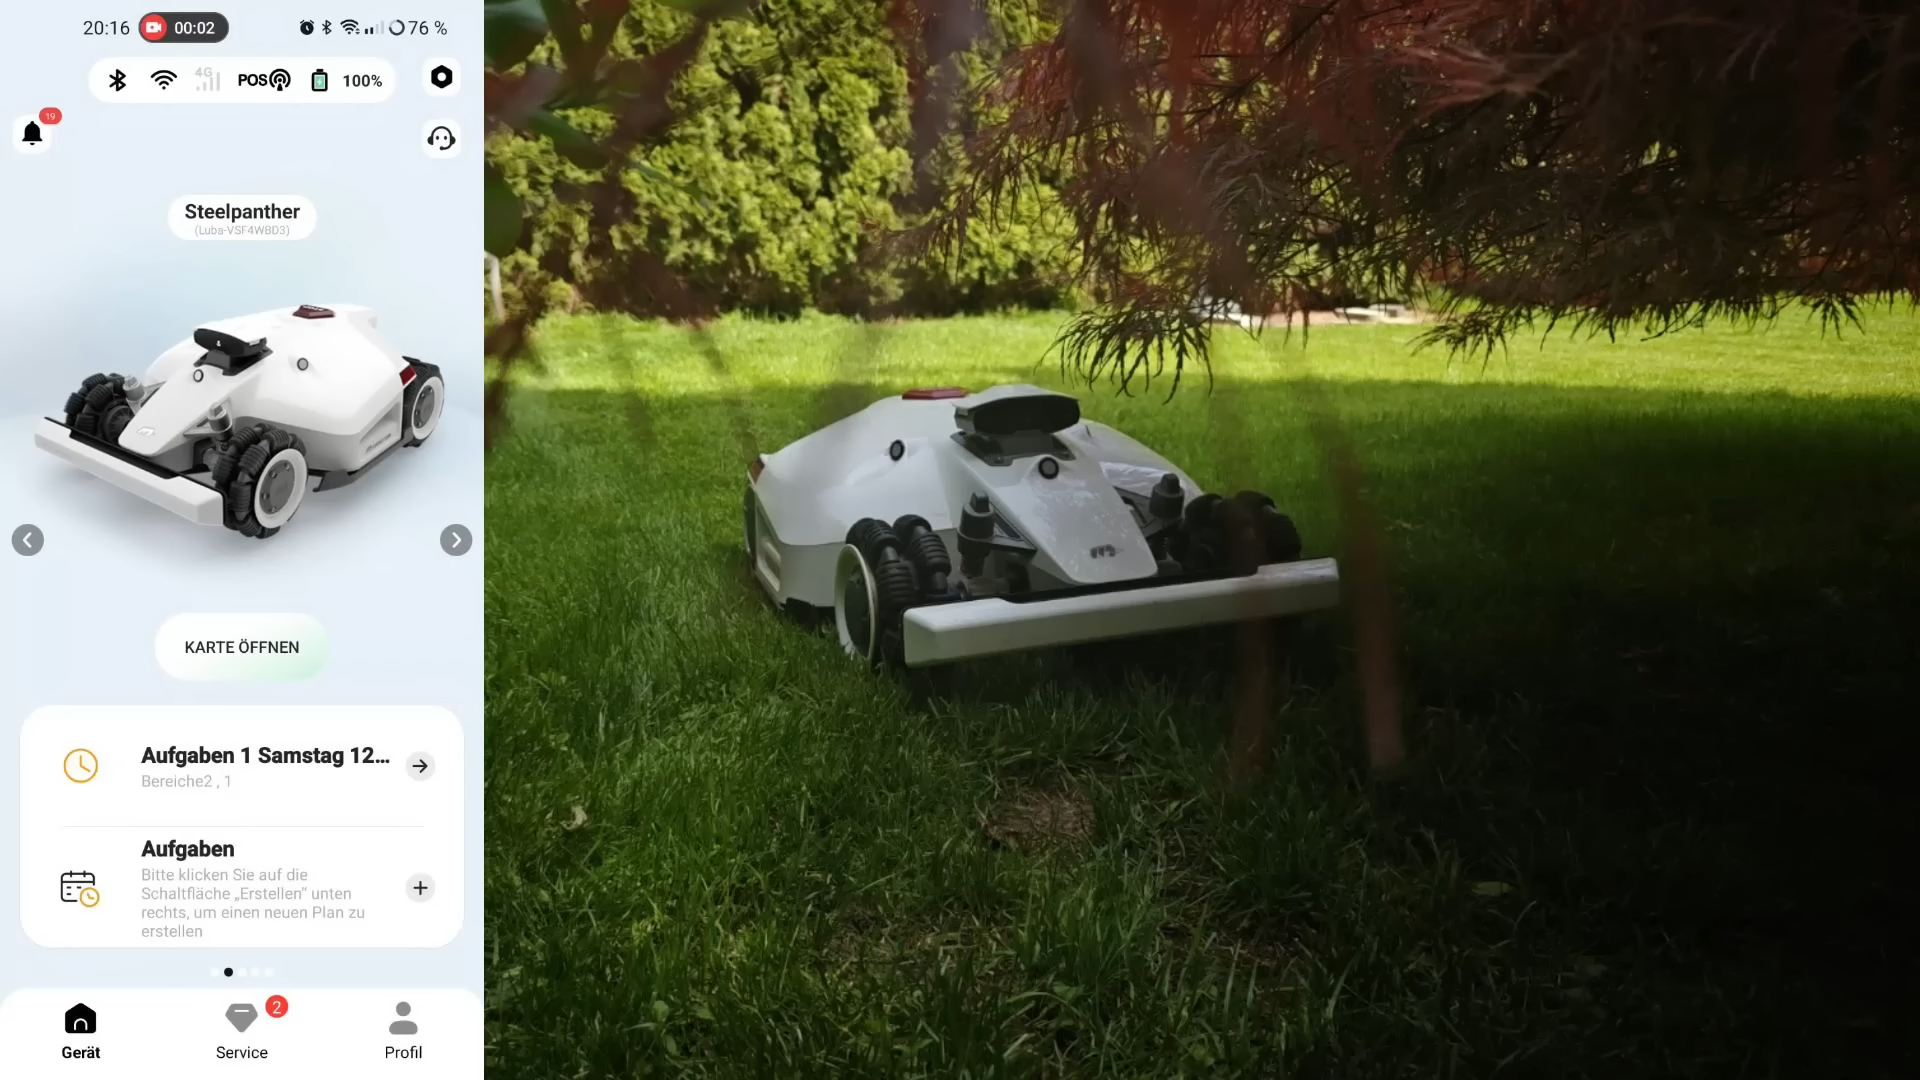 20:16
00:02
76 %
4G
POS
100%
19
Steelpanther
(Luba-VSF4WBD3)
KARTE ÖFFNEN
Aufgaben 1 Samstag 12...
Bereiche2 , 1
Aufgaben
Bitte klicken Sie auf die
Schaltfläche „Erstellen“ unten
rechts, um einen neuen Plan zu
erstellen
2
Gerät
Service
Profil